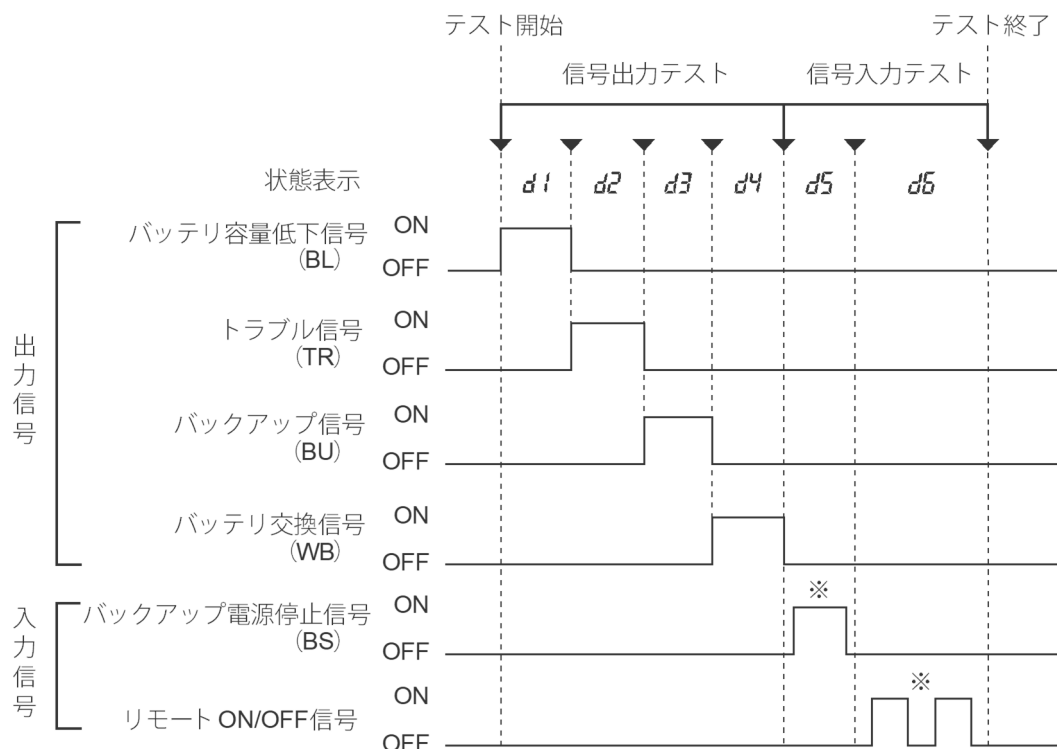 テスト開始 テスト終了
信号出力テスト 信号入力テスト
状態表示 d1 d2 d3 d4 d5 d6
出力信号
バッテリ容量低下信号
(BL)
ON
OFF
トラブル信号
(TR)
ON
OFF
バックアップ信号
(BU)
ON
OFF
バッテリ交換信号
(WB)
ON
OFF
入力信号
バックアップ電源停止信号
(BS)
ON
OFF
※
リモート ON/OFF信号
ON
OFF
※